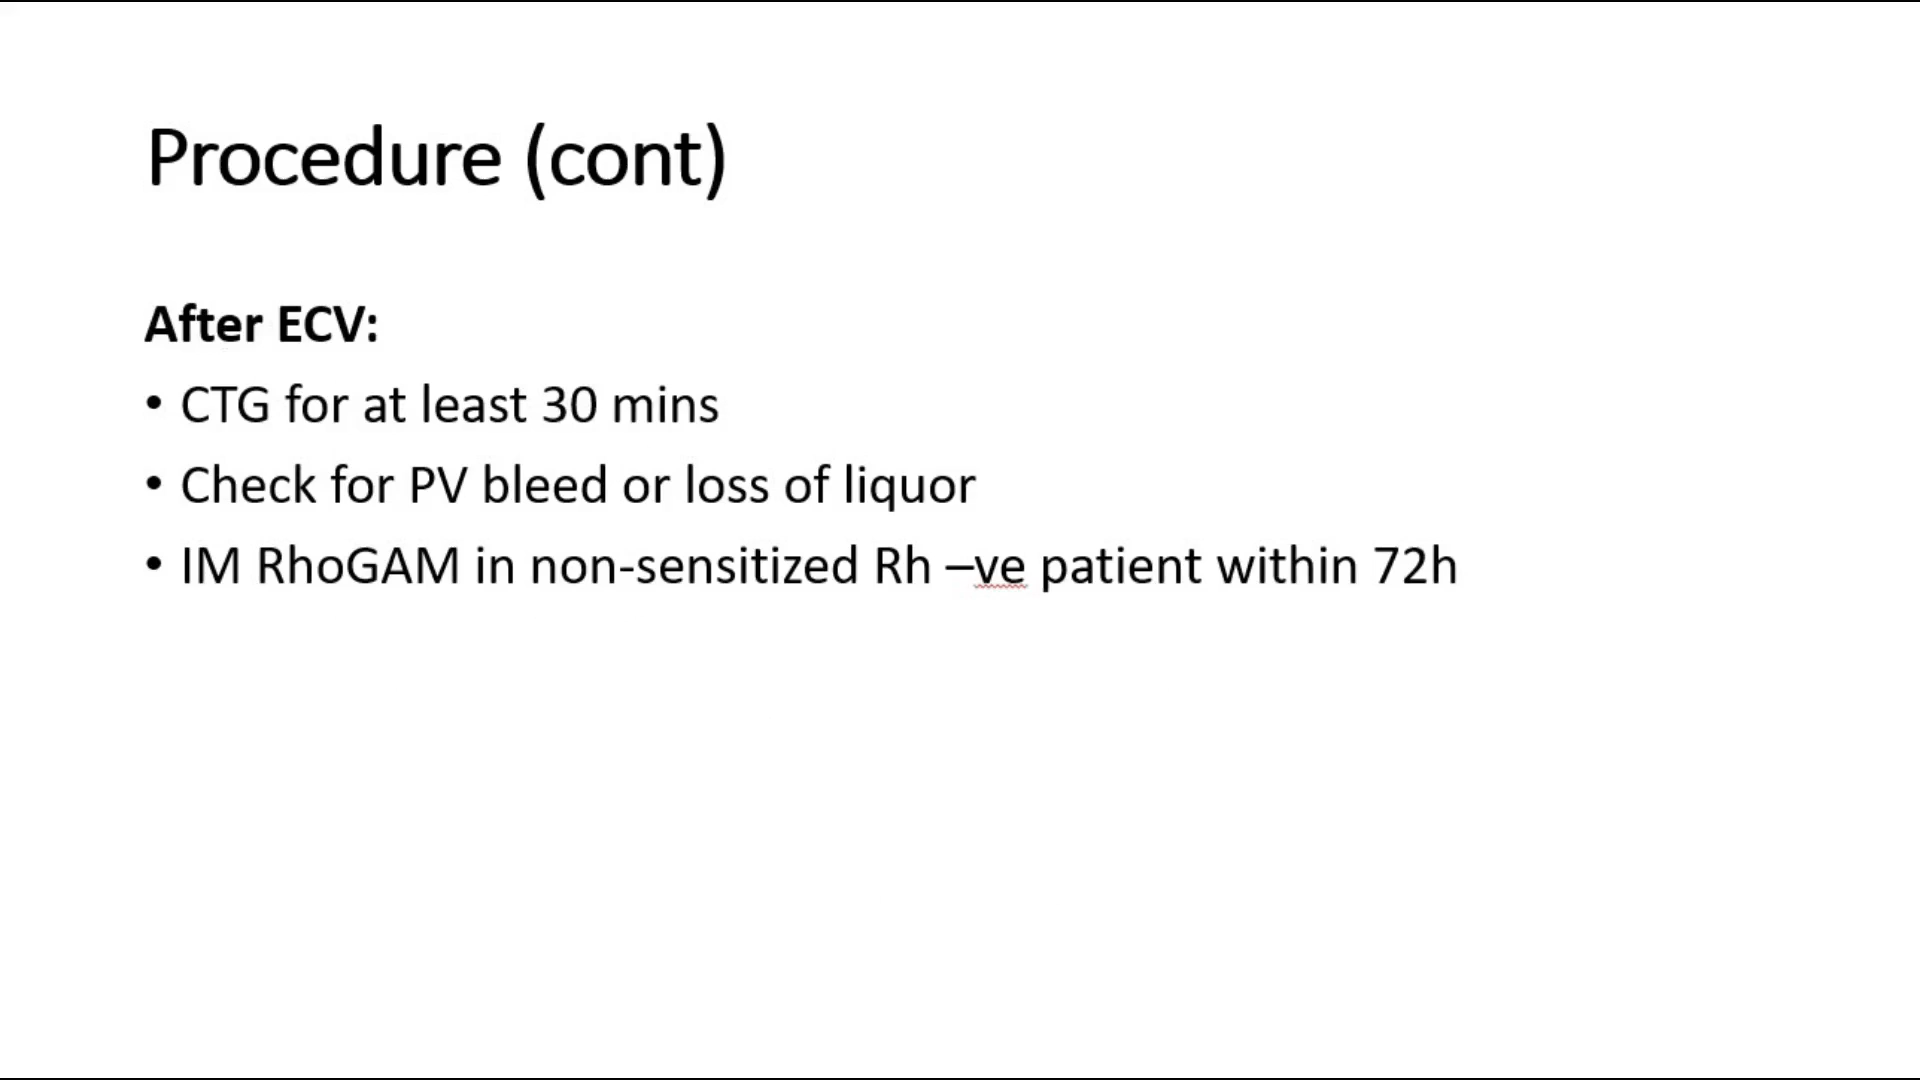 Procedure (cont)
After ECV:
• CTG for at least 30 mins
• Check for PV bleed or loss of liquor
• IM RhoGAM in non-sensitized Rh –ve patient within 72h